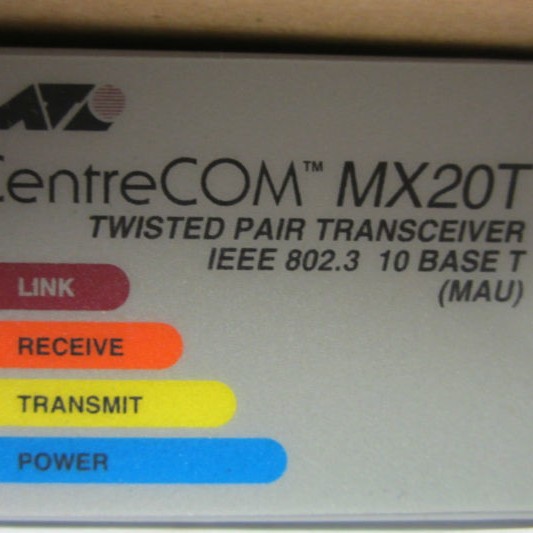 CentreCOM™ MX20T
TWISTED PAIR TRANSCEIVER
IEEE 802.3 10 BASE T
(MAU)
LINK
RECEIVE
TRANSMIT
POWER